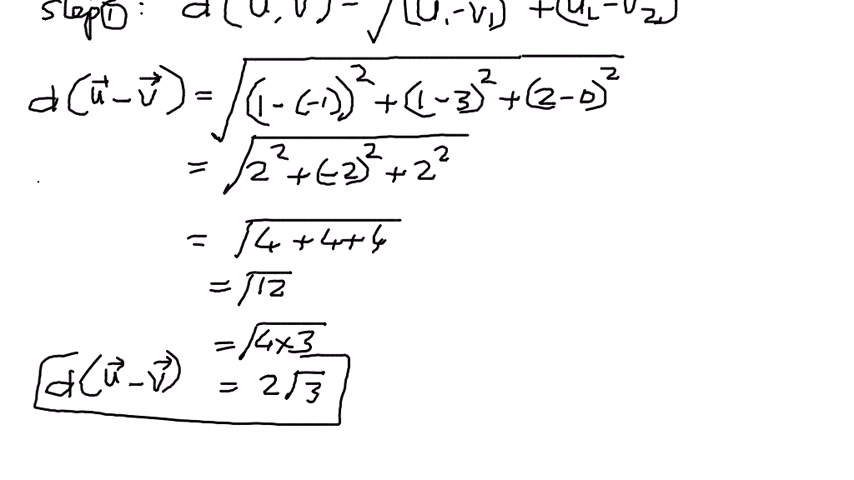 step①: d(u,v) = √(u₁-v₁) + (u₂-v₂)
d(u⃗-v⃗) = √(1-(-1))² + (1-3)² + (2-0)²
= √2² + (-2)² + 2²
= √4+4+4
= √12
= √4×3
d(u⃗-v⃗) = 2√3